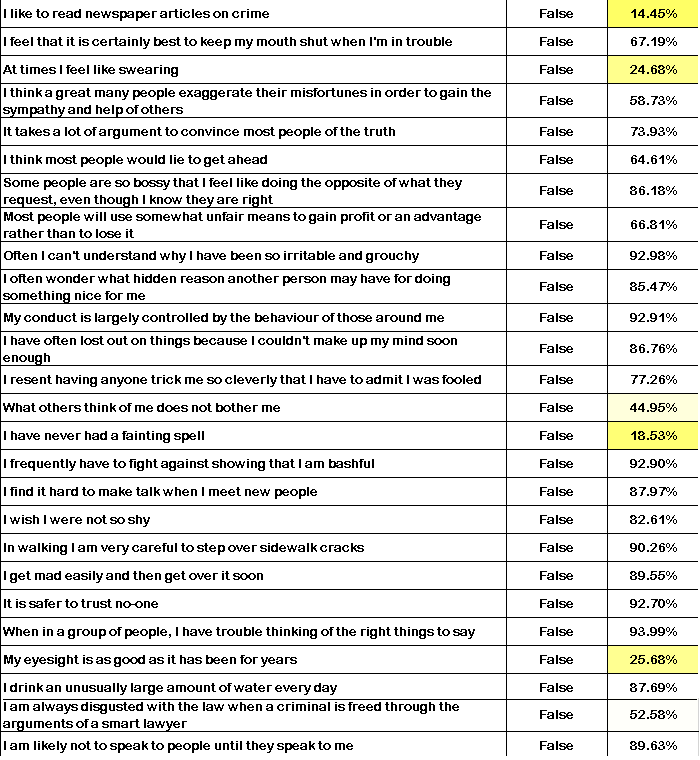 I like to read newspaper articles on crime False 14.45%
I feel that it is certainly best to keep my mouth shut when I'm in trouble False 67.19%
At times I feel like swearing False 24.68%
I think a great many people exaggerate their misfortunes in order to gain the
sympathy and help of others False 58.73%
It takes a lot of argument to convince most people of the truth False 73.93%
I think most people would lie to get ahead False 64.61%
Some people are so bossy that I feel like doing the opposite of what they
request, even though I know they are right False 86.18%
Most people will use somewhat unfair means to gain profit or an advantage
rather than to lose it False 66.81%
Often I can't understand why I have been so irritable and grouchy False 92.98%
I often wonder what hidden reason another person may have for doing
something nice for me False 85.47%
My conduct is largely controlled by the behaviour of those around me False 92.91%
I have often lost out on things because I couldn't make up my mind soon
enough False 86.76%
I resent having anyone trick me so cleverly that I have to admit I was fooled False 77.26%
What others think of me does not bother me False 44.95%
I have never had a fainting spell False 18.53%
I frequently have to fight against showing that I am bashful False 92.90%
I find it hard to make talk when I meet new people False 87.97%
I wish I were not so shy False 82.61%
In walking I am very careful to step over sidewalk cracks False 90.26%
I get mad easily and then get over it soon False 89.55%
It is safer to trust no-one False 92.70%
When in a group of people, I have trouble thinking of the right things to say False 93.99%
My eyesight is as good as it has been for years False 25.68%
I drink an unusually large amount of water every day False 87.69%
I am always disgusted with the law when a criminal is freed through the
arguments of a smart lawyer False 52.58%
I am likely not to speak to people until they speak to me False 89.63%